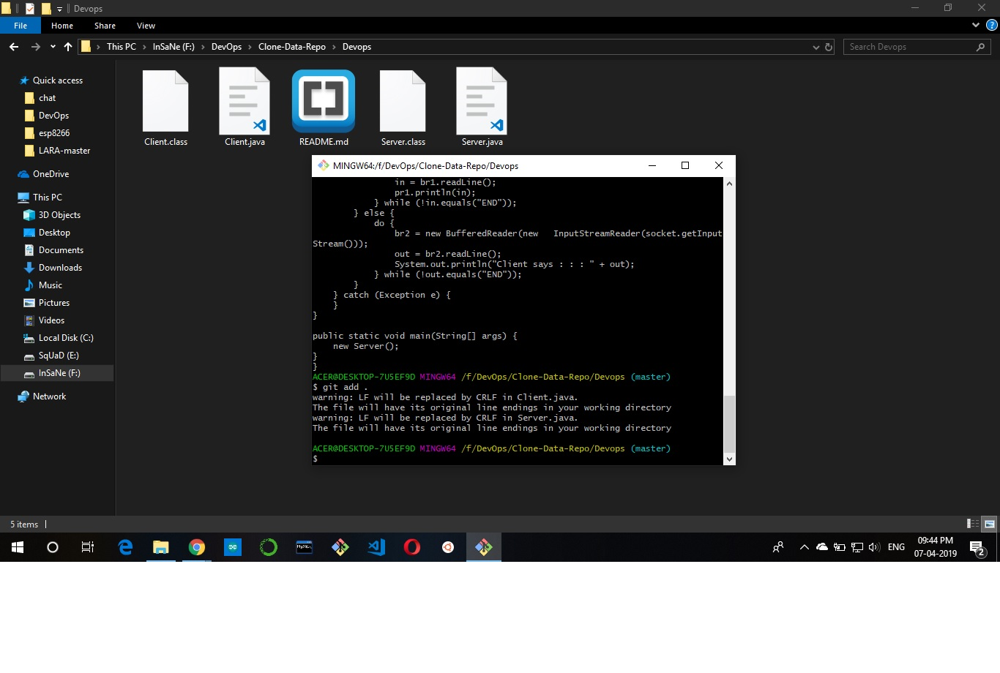 Devops
File Home Share View
This PC InSaNe (F:) DevOps Clone-Data-Repo Devops
Search Devops
Quick access
chat
DevOps
esp8266
LARA-master
OneDrive
This PC
3D Objects
Desktop
Documents
Downloads
Music
Pictures
Videos
Local Disk (C:)
SqUaD (E:)
InSaNe (F:)
Network
Client.class Client.java README.md Server.class Server.java
MINGW64:/f/DevOps/Clone-Data-Repo/Devops
in = br1.readLine();
pr1.println(in);
} while (!in.equals("END"));
} else {
do {
br2 = new BufferedReader(new   InputStreamReader(socket.getInput
Stream()));
out = br2.readLine();
System.out.println("Client says : : : " + out);
} while (!out.equals("END"));
}
} catch (Exception e) {
}
}
public static void main(String[] args) {
new Server();
}
}
ACER@DESKTOP-7U5EF9D MINGW64 /f/DevOps/Clone-Data-Repo/Devops (master)
$ git add .
warning: LF will be replaced by CRLF in Client.java.
The file will have its original line endings in your working directory
warning: LF will be replaced by CRLF in Server.java.
The file will have its original line endings in your working directory
ACER@DESKTOP-7U5EF9D MINGW64 /f/DevOps/Clone-Data-Repo/Devops (master)
$
5 items
MySQL
ENG
09:44 PM
07-04-2019
2